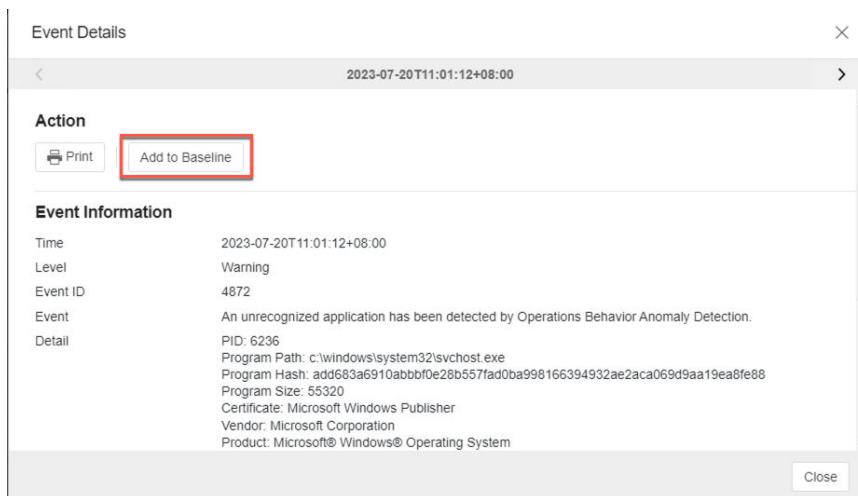 Event Details
2023-07-20T11:01:12+08:00
Action
Print
Add to Baseline
Event Information
Time 2023-07-20T11:01:12+08:00
Level Warning
Event ID 4872
Event An unrecognized application has been detected by Operations Behavior Anomaly Detection.
Detail PID: 6236
Program Path: c:\windows\system32\svchost.exe
Program Hash: add683a6910abbbf0e28b557fad0ba998166394932ae2aca069d9aa19ea8fe88
Program Size: 55320
Certificate: Microsoft Windows Publisher
Vendor: Microsoft Corporation
Product: Microsoft® Windows® Operating System
Close